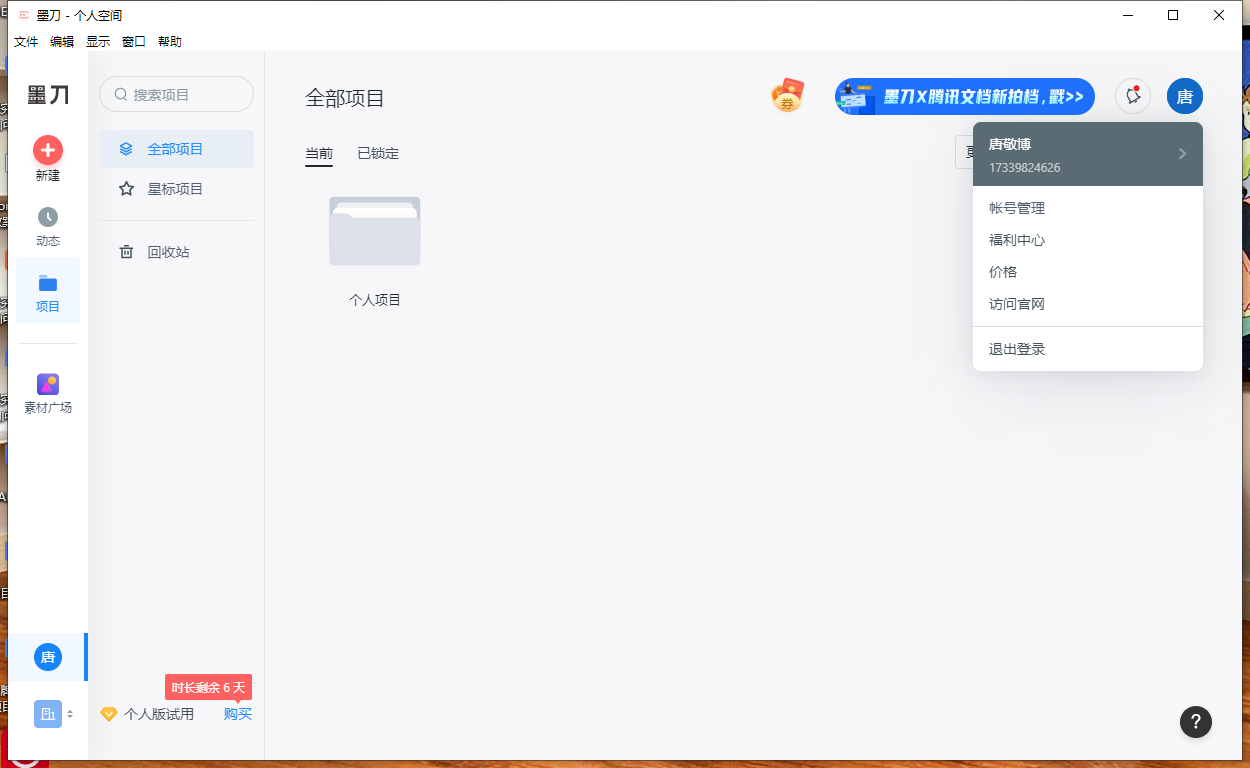 墨刀 - 个人空间
文件 编辑 显示 窗口 帮助
墨刀
新建
动态
项目
素材广场
唐
搜索项目
全部项目
星标项目
回收站
时长剩余 6 天
个人版试用 购买
全部项目
当前 已锁定
个人项目
券
墨刀X腾讯文档新拍档,戳>>
唐
唐敬博
17339824626
帐号管理
福利中心
价格
访问官网
退出登录
?